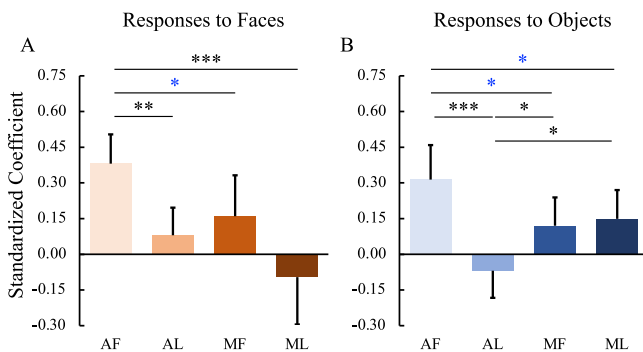 Responses to Faces
Responses to Objects
A
B
Standardized Coefficient
0.75
0.60
0.45
0.30
0.15
0.00
-0.15
-0.30
***
*
**
AF
AL
MF
ML
0.75
0.60
0.45
0.30
0.15
0.00
-0.15
-0.30
*
*
***
*
*
AF
AL
MF
ML